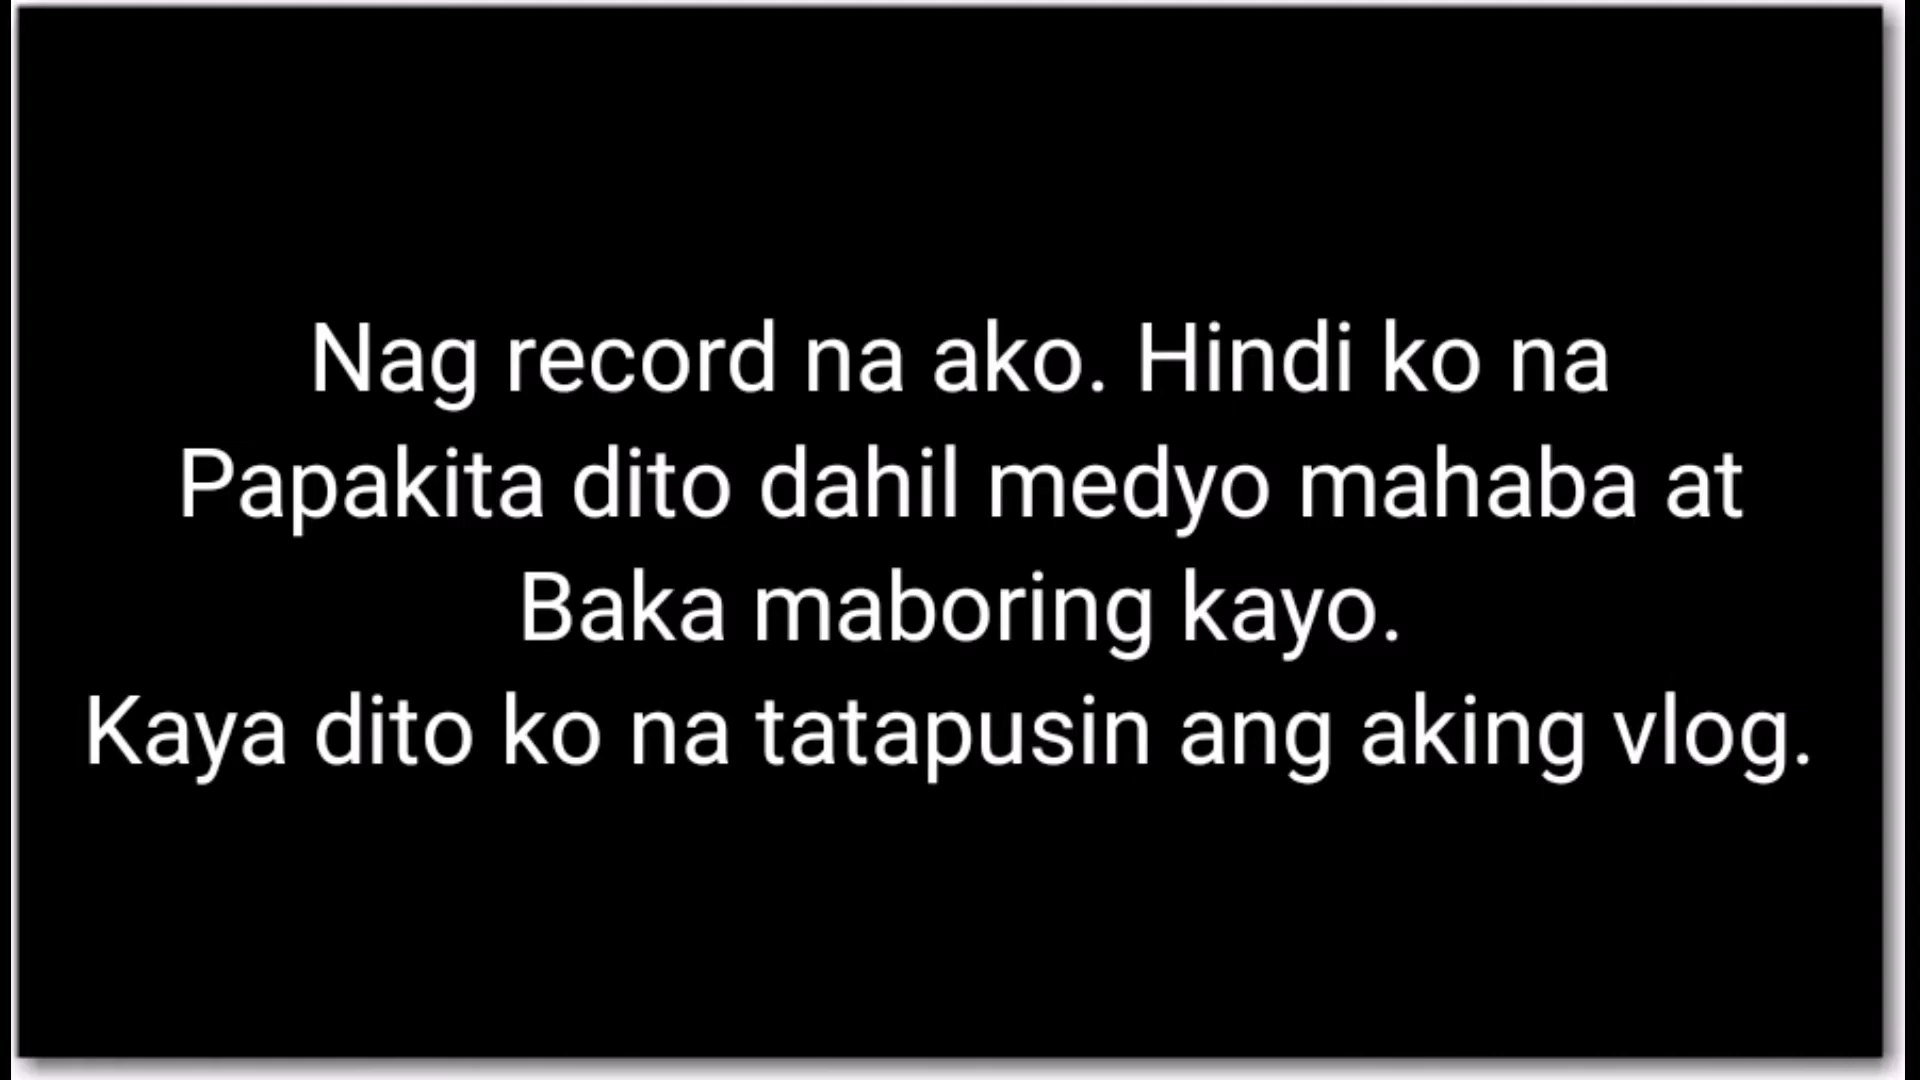 Nag record na ako. Hindi ko na
Papakita dito dahil medyo mahaba at
Baka maboring kayo.
Kaya dito ko na tatapusin ang aking vlog.